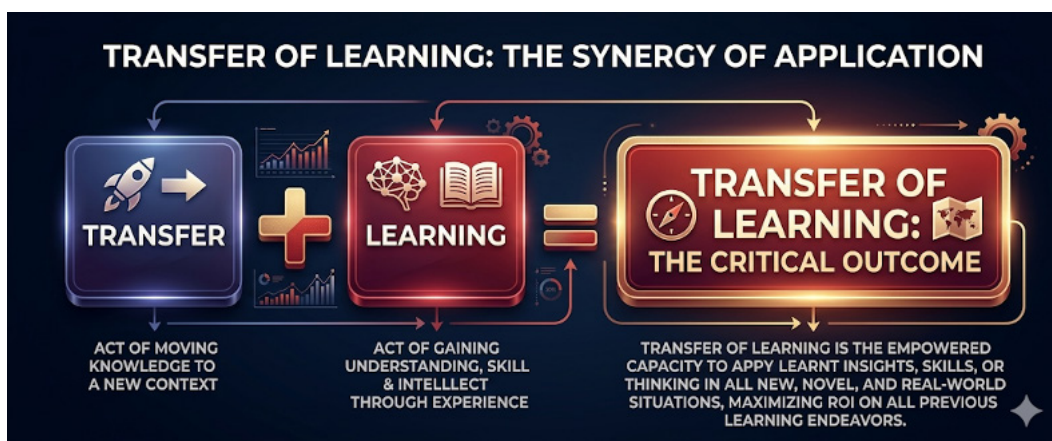 TRANSFER OF LEARNING: THE SYNERGY OF APPLICATION
TRANSFER
LEARNING
TRANSFER OF
LEARNING:
THE CRITICAL OUTCOME
ACT OF MOVING
KNOWLEDGE TO
A NEW CONTEXT
ACT OF GAINING
UNDERSTANDING, SKILL
& INTELLLECT
THROUGH EXPERIENCE
TRANSFER OF LEARNING IS THE EMPOWERED
CAPACITY TO APPY LEARNT INSIGHTS, SKILLS, OR
THINKING IN ALL NEW, NOVEL, AND REAL-WORLD
SITUATIONS, MAXIMIZING ROI ON ALL PREVIOUS
LEARNING ENDEAVORS.